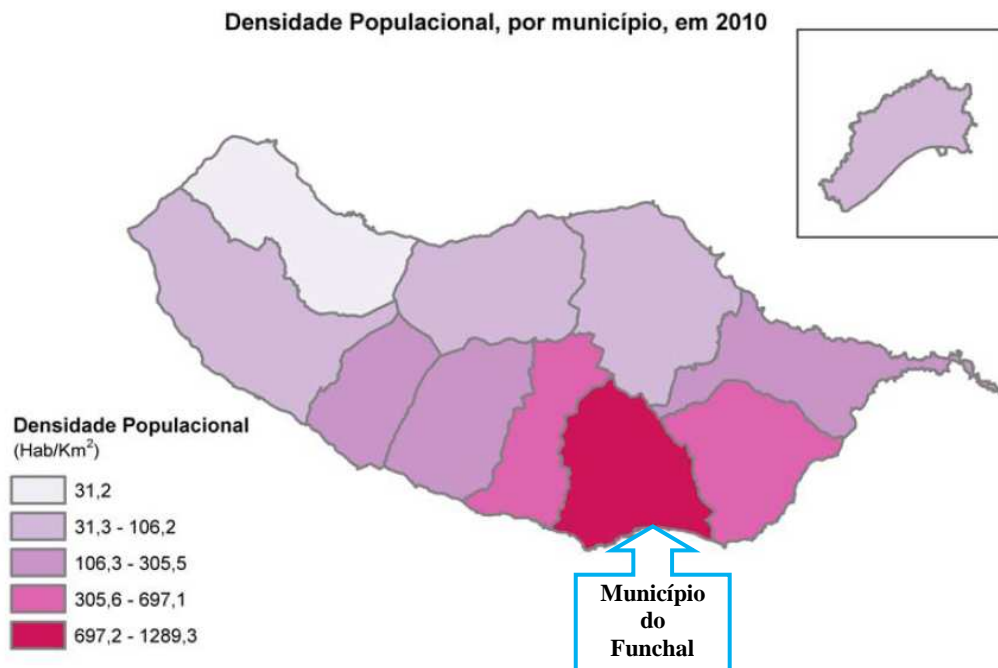 Densidade Populacional, por município, em 2010
Densidade Populacional
(Hab/Km²)
31,2
31,3 - 106,2
106,3 - 305,5
305,6 - 697,1
697,2 - 1289,3
Município
do
Funchal